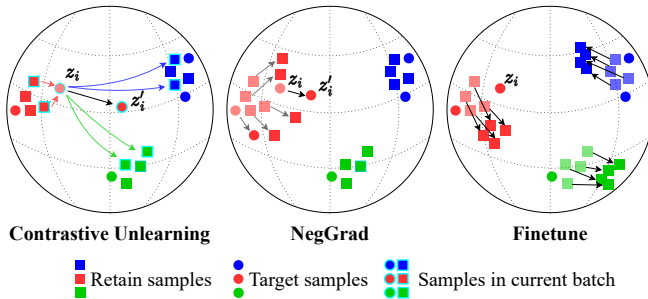 z_i z'_i z_i z'_i z_i
Contrastive Unlearning NegGrad Finetune
Retain samples Target samples Samples in current batch